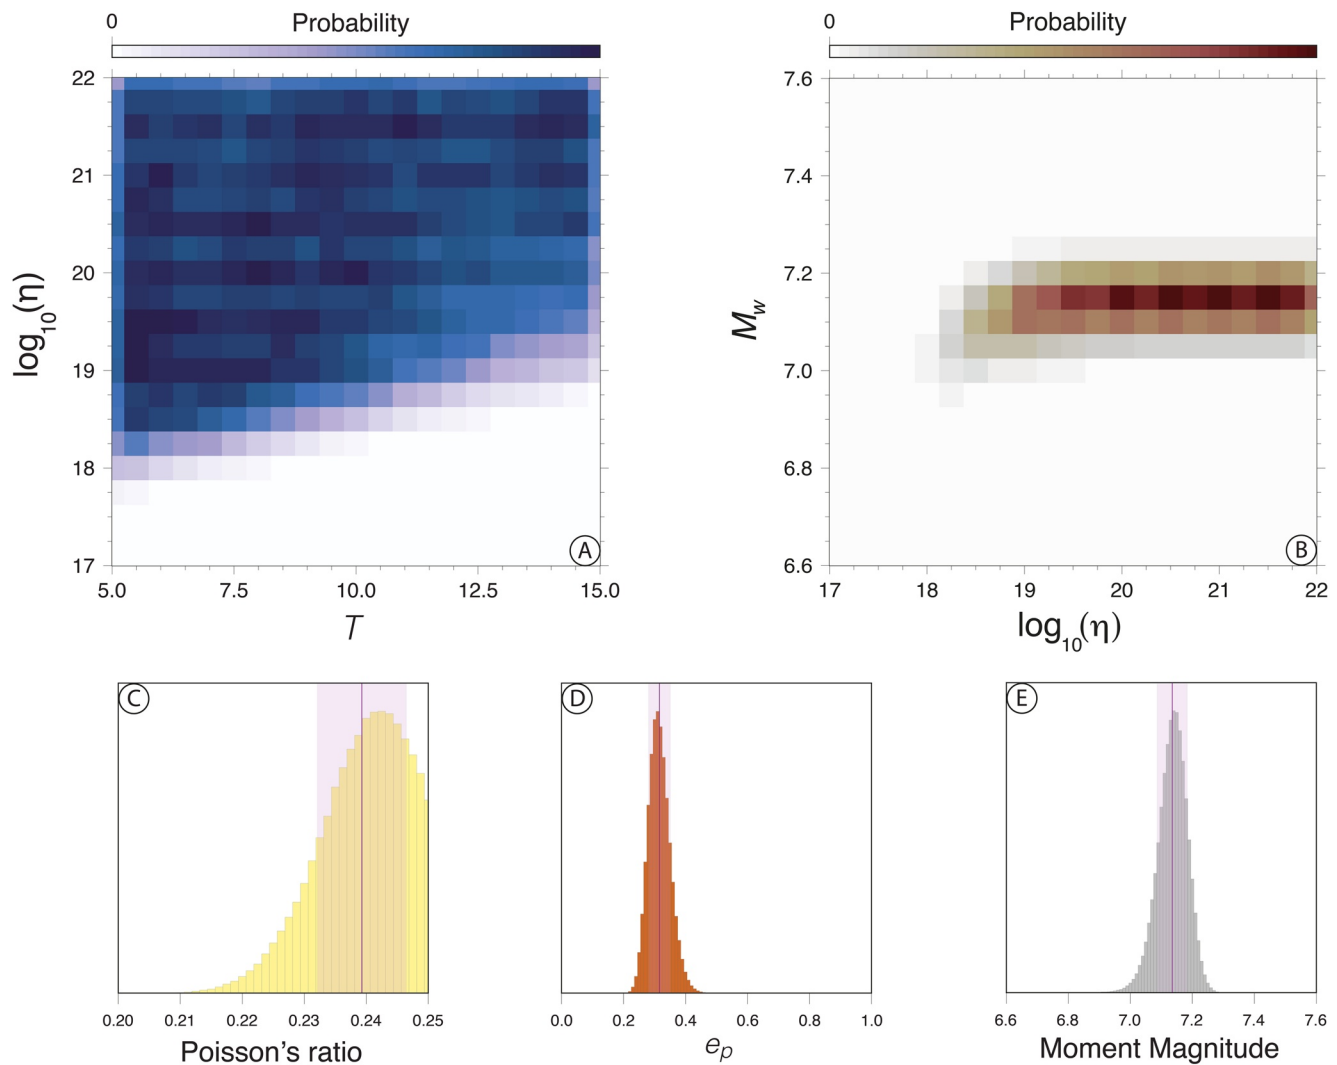 0 Probability
0 Probability
22
21
20
19
18
17
log10(η)
5.0 7.5 10.0 12.5 15.0
T
A
7.6
7.4
7.2
7.0
6.8
6.6
Mw
17 18 19 20 21 22
log10(η)
B
C
0.20 0.21 0.22 0.23 0.24 0.25
Poisson's ratio
D
0.0 0.2 0.4 0.6 0.8 1.0
ep
E
6.6 6.8 7.0 7.2 7.4 7.6
Moment Magnitude